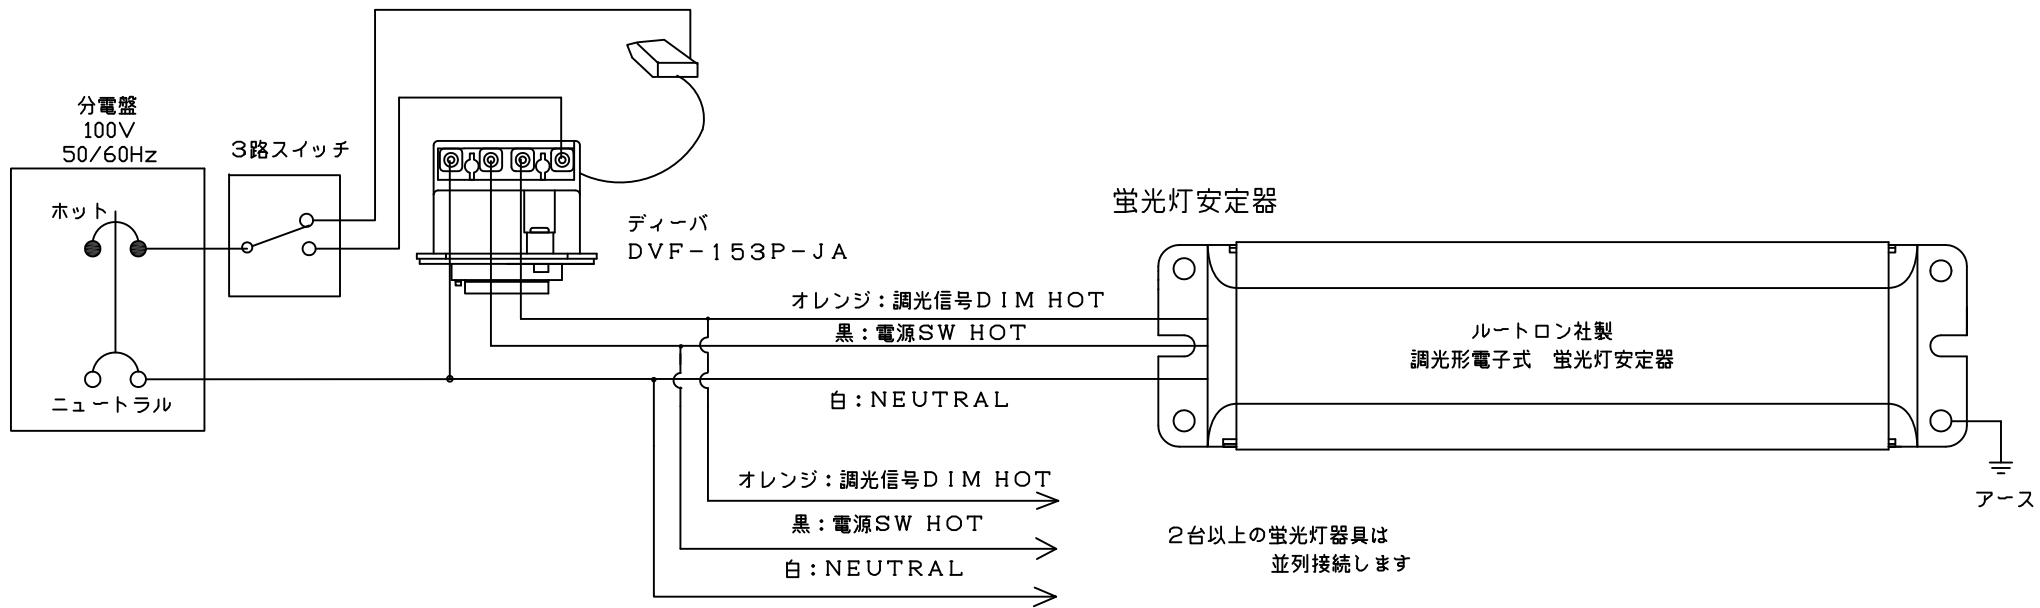 分電盤
100V
50/60Hz
ホット
ニュートラル
3路スイッチ
ディーバ
DVF-153P-JA
オレンジ:調光信号DIM HOT
黒:電源SW HOT
白:NEUTRAL
オレンジ:調光信号DIM HOT
黒:電源SW HOT
白:NEUTRAL
蛍光灯安定器
ルートロン社製
調光形電子式 蛍光灯安定器
アース
2台以上の蛍光灯器具は
並列接続します